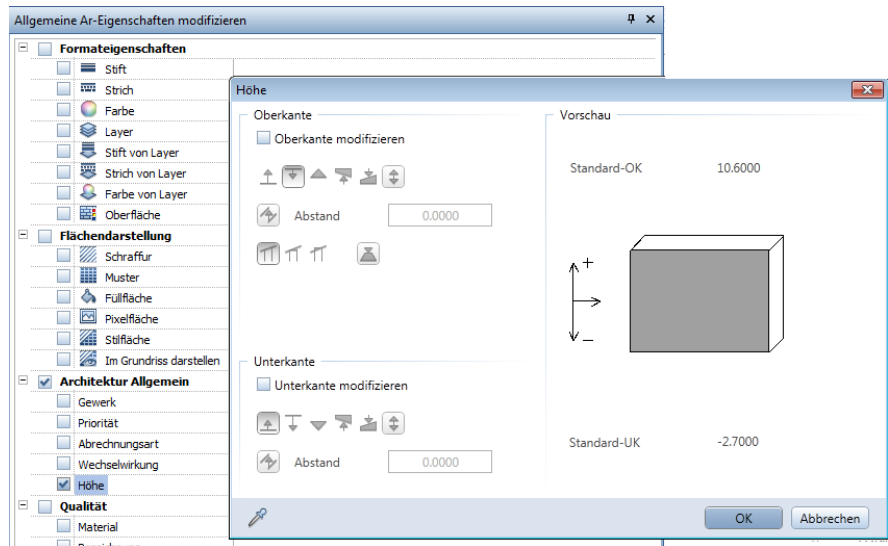 Allgemeine Ar-Eigenschaften modifizieren
Formateigenschaften
Stift
Strich
Farbe
Layer
Stift von Layer
Strich von Layer
Farbe von Layer
Oberfläche
Flächendarstellung
Schraffur
Muster
Füllfläche
Pixelfläche
Stilfläche
Im Grundriss darstellen
Architektur Allgemein
Gewerk
Priorität
Abrechnungsart
Wechselwirkung
Höhe
Qualität
Material
Höhe
Oberkante
Oberkante modifizieren
Abstand 0.0000
Unterkante
Unterkante modifizieren
Abstand 0.0000
Vorschau
Standard-OK 10.6000
+
−
Standard-UK -2.7000
OK Abbrechen